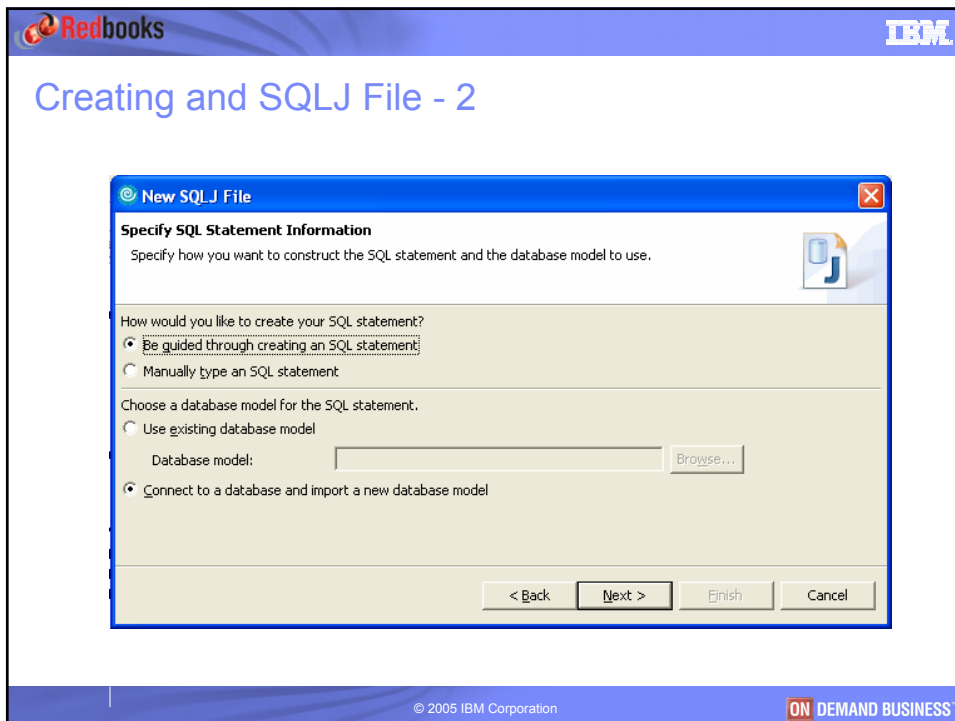 Redbooks
IBM.
Creating and SQLJ File - 2
New SQLJ File
Specify SQL Statement Information
Specify how you want to construct the SQL statement and the database model to use.
How would you like to create your SQL statement?
Be guided through creating an SQL statement
Manually type an SQL statement
Choose a database model for the SQL statement.
Use existing database model
Database model:
Browse...
Connect to a database and import a new database model
< Back
Next >
Finish
Cancel
© 2005 IBM Corporation
ON DEMAND BUSINESS™